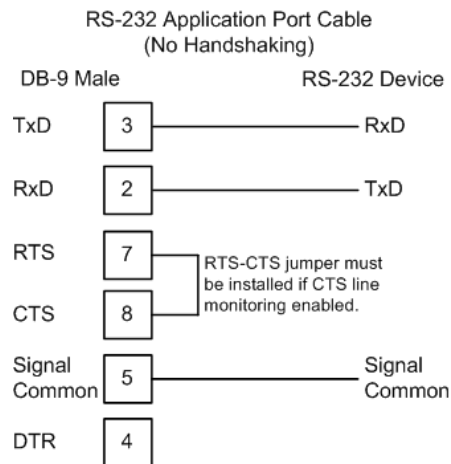 RS-232 Application Port Cable
(No Handshaking)
DB-9 Male RS-232 Device
TxD 3 RxD
RxD 2 TxD
RTS 7
RTS-CTS jumper must
be installed if CTS line
monitoring enabled.
CTS 8
Signal
Common 5 Signal
Common
DTR 4